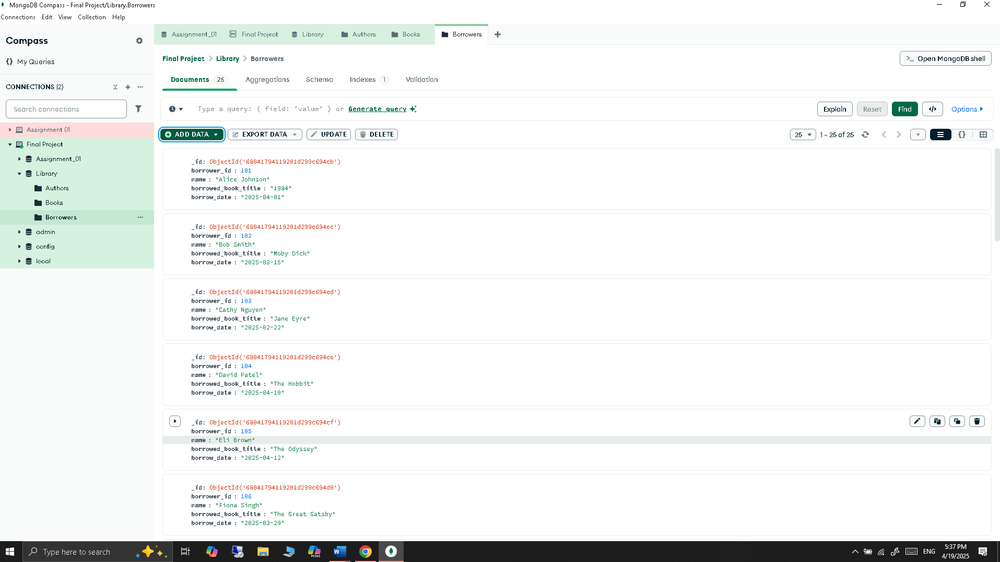 MongoDB Compass - Final Project/Library.Borrowers
Connections Edit View Collection Help
Compass
My Queries
CONNECTIONS (2)
Search connections
Assignment 01
Final Project
Assignment_01
Library
Authors
Books
Borrowers
admin
config
local
Assignment_01 Final Project Library Authors Books Borrowers
Final Project > Library > Borrowers
>_ Open MongoDB shell
Documents 25 Aggregations Schema Indexes 1 Validation
Type a query: { field: 'value' } or Generate query
Explain Reset Find </> Options
ADD DATA EXPORT DATA UPDATE DELETE
25 1 – 25 of 25 {}
_id: ObjectId('68041794119201d299c694cb')
borrower_id : 101
name : "Alice Johnson"
borrowed_book_title : "1984"
borrow_date : "2025-04-01"
_id: ObjectId('68041794119201d299c694cc')
borrower_id : 102
name : "Bob Smith"
borrowed_book_title : "Moby Dick"
borrow_date : "2025-03-15"
_id: ObjectId('68041794119201d299c694cd')
borrower_id : 103
name : "Cathy Nguyen"
borrowed_book_title : "Jane Eyre"
borrow_date : "2025-02-22"
_id: ObjectId('68041794119201d299c694ce')
borrower_id : 104
name : "David Patel"
borrowed_book_title : "The Hobbit"
borrow_date : "2025-04-10"
_id: ObjectId('68041794119201d299c694cf')
borrower_id : 105
name : "Eli Brown"
borrowed_book_title : "The Odyssey"
borrow_date : "2025-04-12"
_id: ObjectId('68041794119201d299c694d0')
borrower_id : 106
name : "Fiona Singh"
borrowed_book_title : "The Great Gatsby"
borrow_date : "2025-03-29"
Type here to search
M365
ENG
5:37 PM
4/19/2025